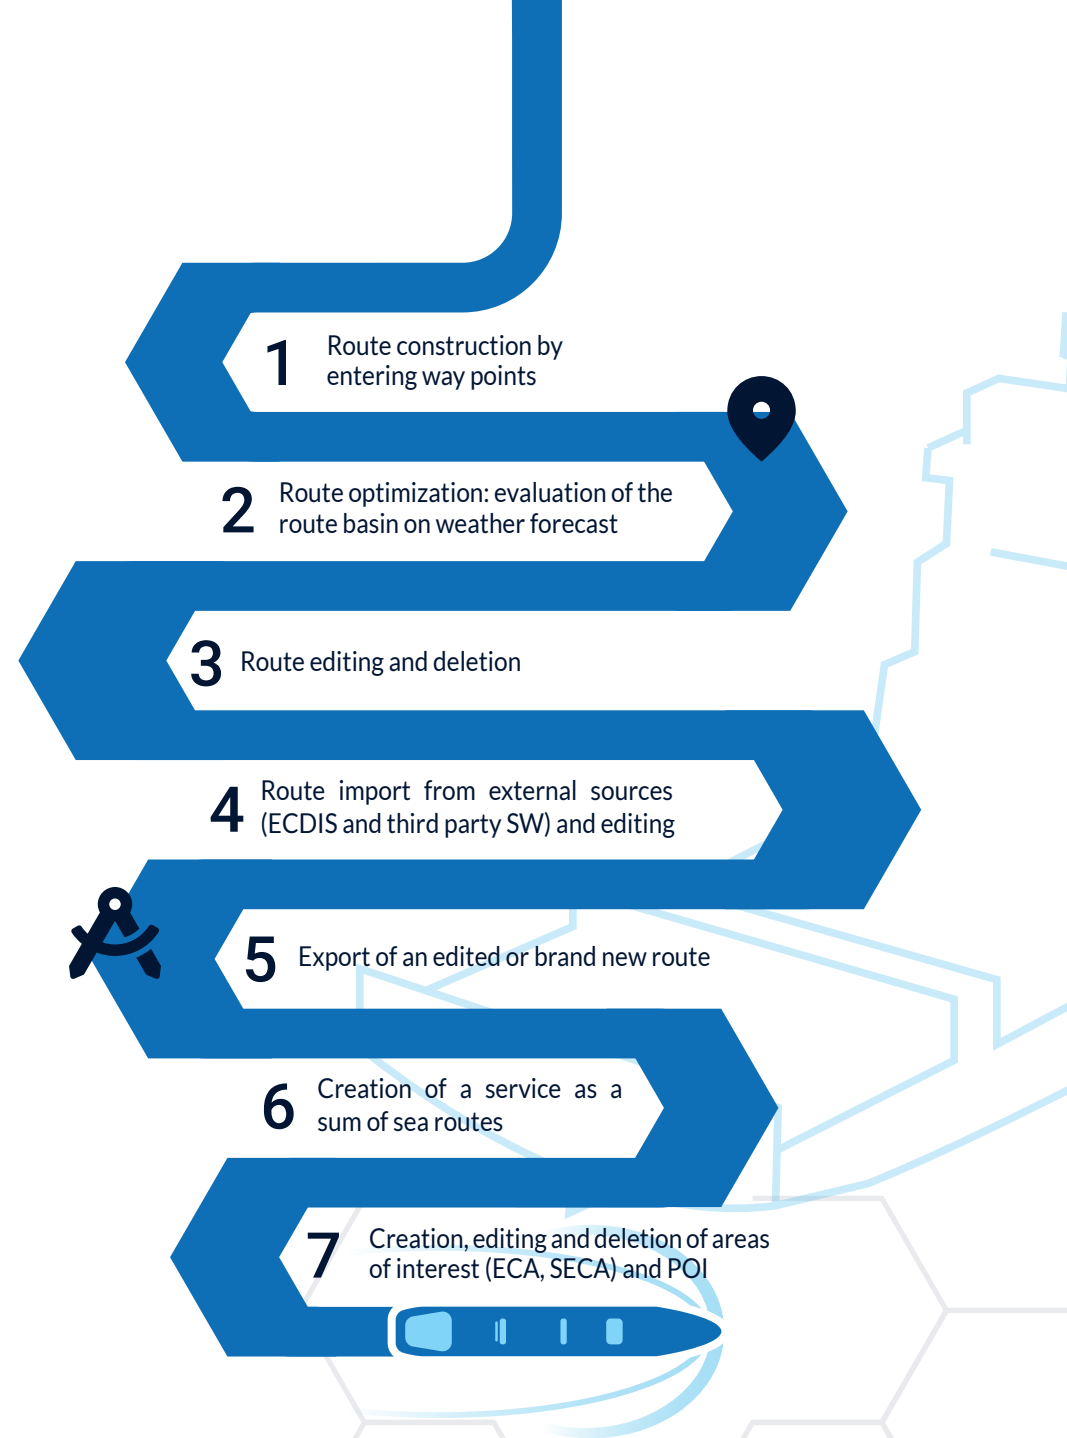 1 Route construction by
entering way points
2 Route optimization: evaluation of the
route basin on weather forecast
3 Route editing and deletion
4 Route import from external sources
(ECDIS and third party SW) and editing
5 Export of an edited or brand new route
6 Creation of a service as a
sum of sea routes
7 Creation, editing and deletion of areas
of interest (ECA, SECA) and POI